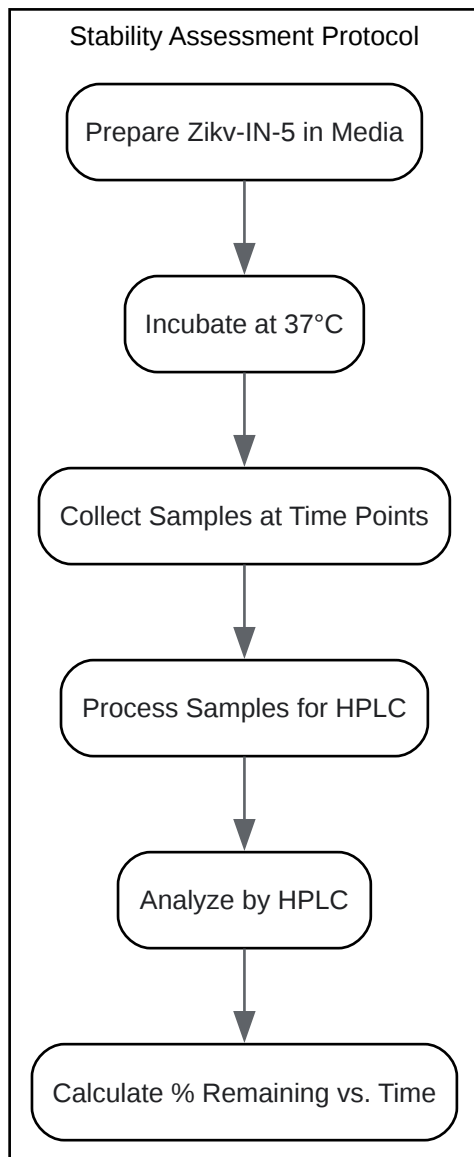 Stability Assessment Protocol
Prepare Zikv-IN-5 in Media
Incubate at 37°C
Collect Samples at Time Points
Process Samples for HPLC
Analyze by HPLC
Calculate % Remaining vs. Time